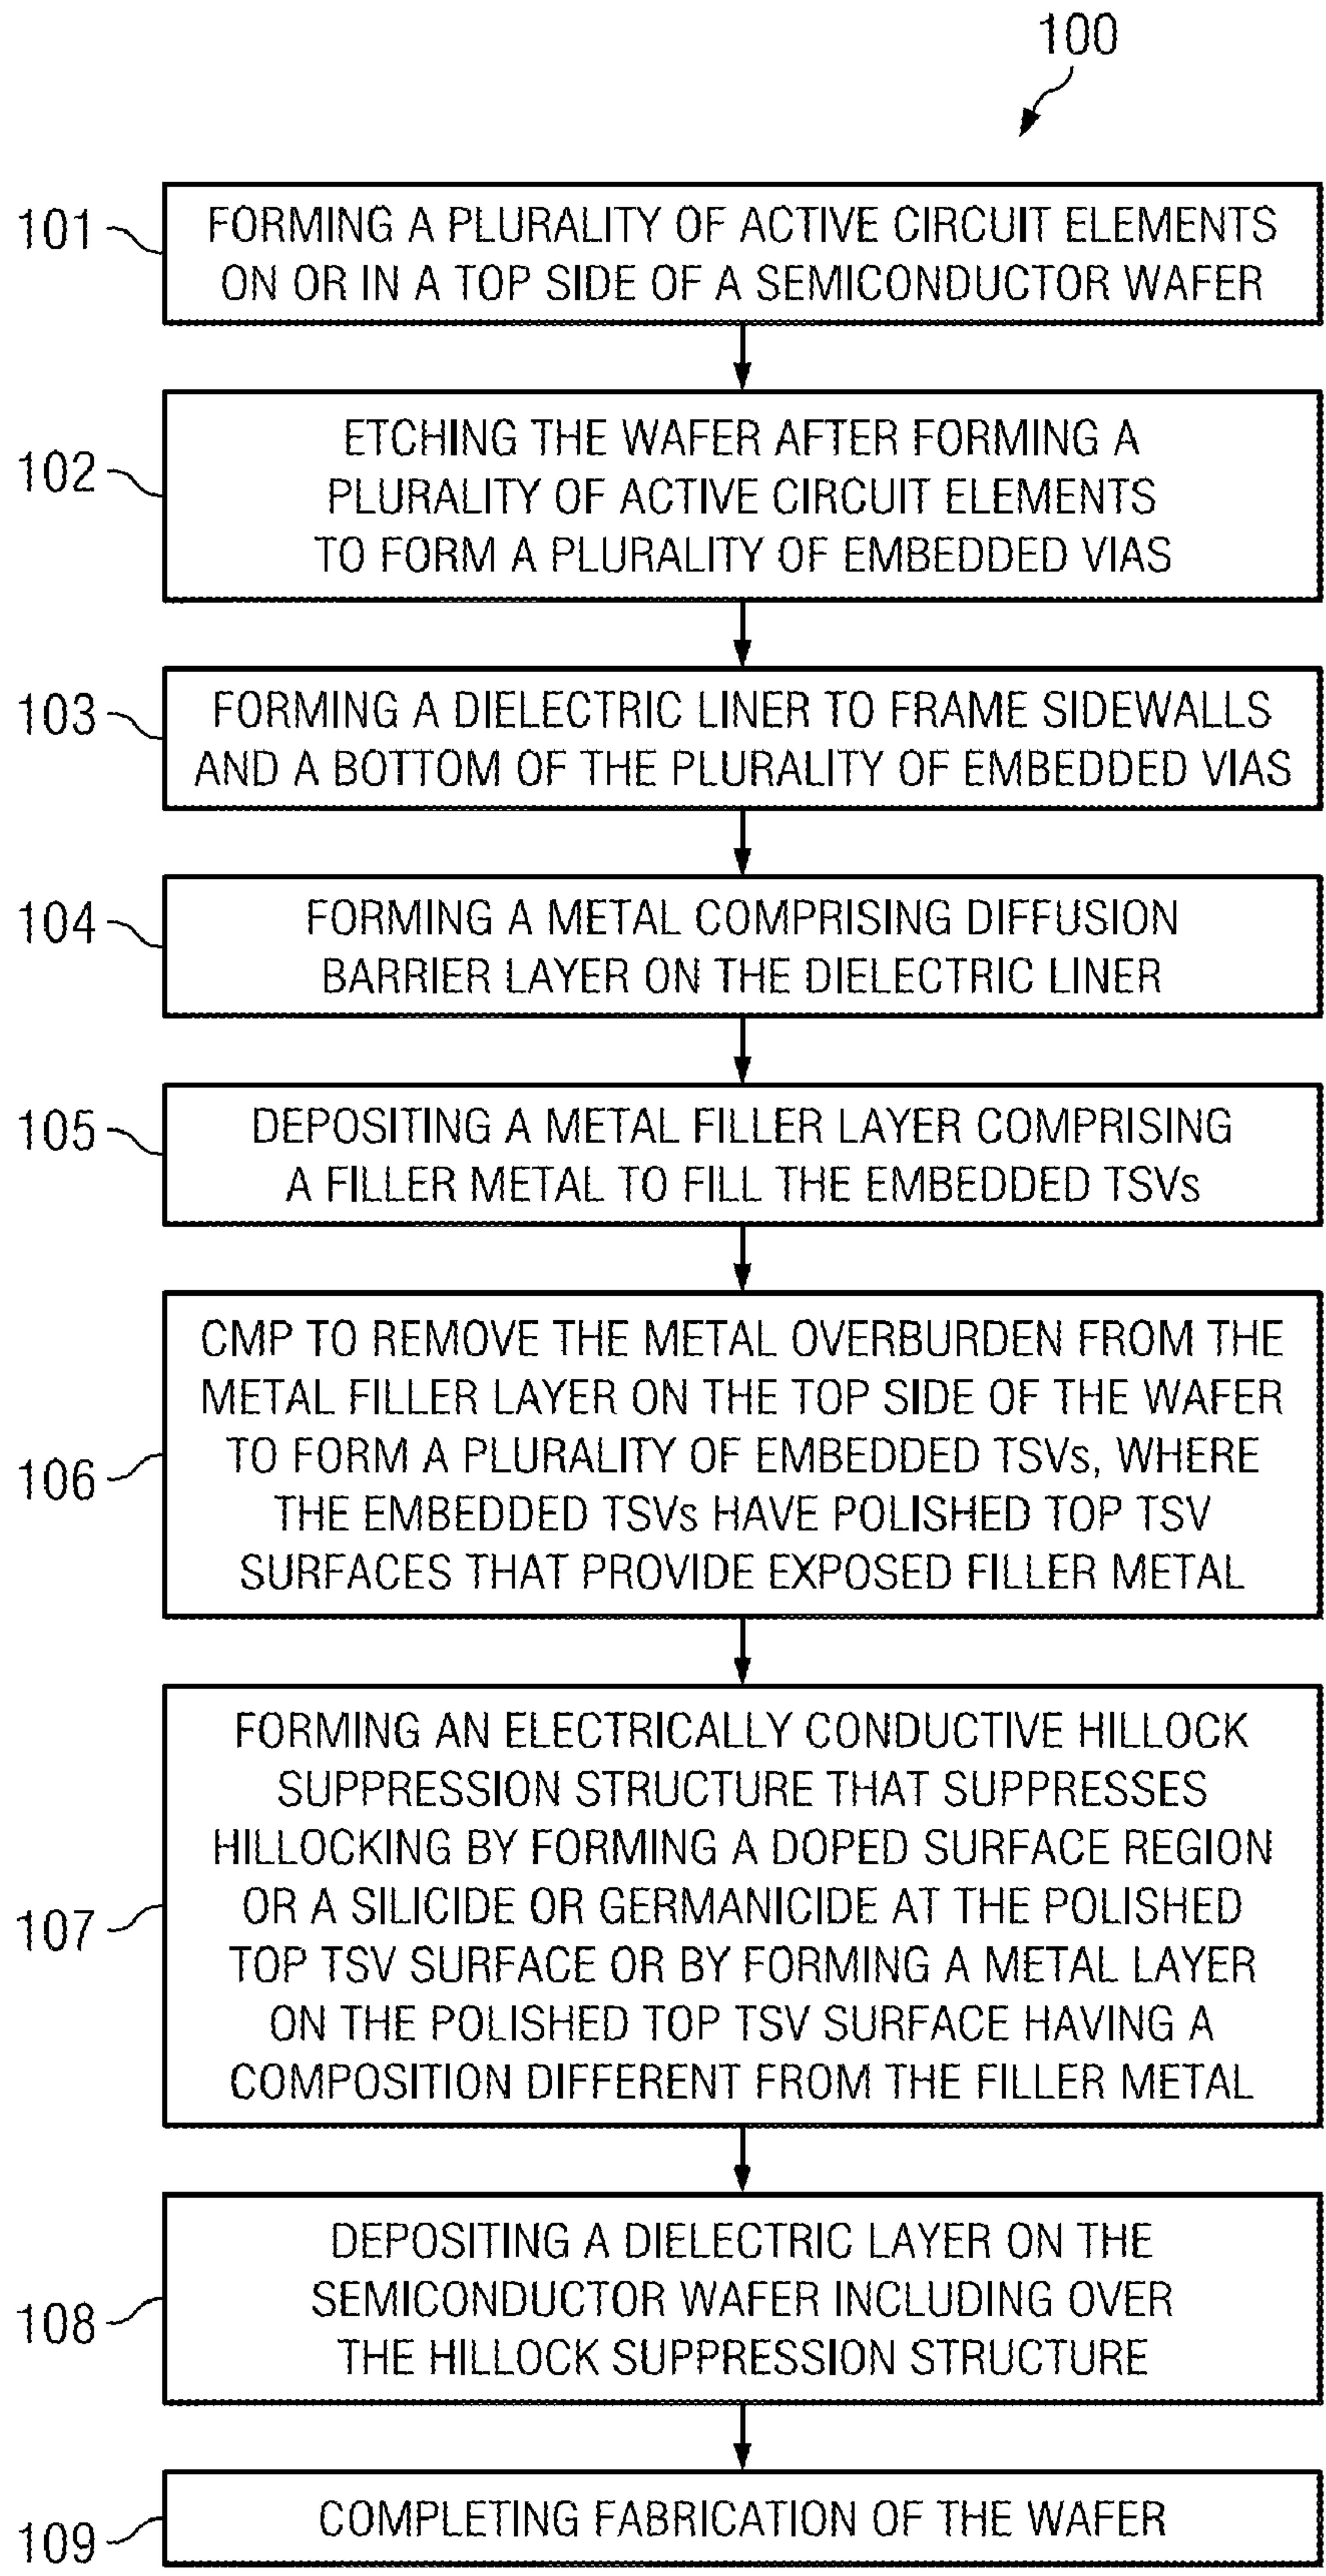 100
101
FORMING A PLURALITY OF ACTIVE CIRCUIT ELEMENTS
ON OR IN A TOP SIDE OF A SEMICONDUCTOR WAFER
102
ETCHING THE WAFER AFTER FORMING A
PLURALITY OF ACTIVE CIRCUIT ELEMENTS
TO FORM A PLURALITY OF EMBEDDED VIAS
103
FORMING A DIELECTRIC LINER TO FRAME SIDEWALLS
AND A BOTTOM OF THE PLURALITY OF EMBEDDED VIAS
104
FORMING A METAL COMPRISING DIFFUSION
BARRIER LAYER ON THE DIELECTRIC LINER
105
DEPOSITING A METAL FILLER LAYER COMPRISING
A FILLER METAL TO FILL THE EMBEDDED TSVs
106
CMP TO REMOVE THE METAL OVERBURDEN FROM THE
METAL FILLER LAYER ON THE TOP SIDE OF THE WAFER
TO FORM A PLURALITY OF EMBEDDED TSVs, WHERE
THE EMBEDDED TSVs HAVE POLISHED TOP TSV
SURFACES THAT PROVIDE EXPOSED FILLER METAL
107
FORMING AN ELECTRICALLY CONDUCTIVE HILLOCK
SUPPRESSION STRUCTURE THAT SUPPRESSES
HILLOCKING BY FORMING A DOPED SURFACE REGION
OR A SILICIDE OR GERMANICIDE AT THE POLISHED
TOP TSV SURFACE OR BY FORMING A METAL LAYER
ON THE POLISHED TOP TSV SURFACE HAVING A
COMPOSITION DIFFERENT FROM THE FILLER METAL
108
DEPOSITING A DIELECTRIC LAYER ON THE
SEMICONDUCTOR WAFER INCLUDING OVER
THE HILLOCK SUPPRESSION STRUCTURE
109
COMPLETING FABRICATION OF THE WAFER